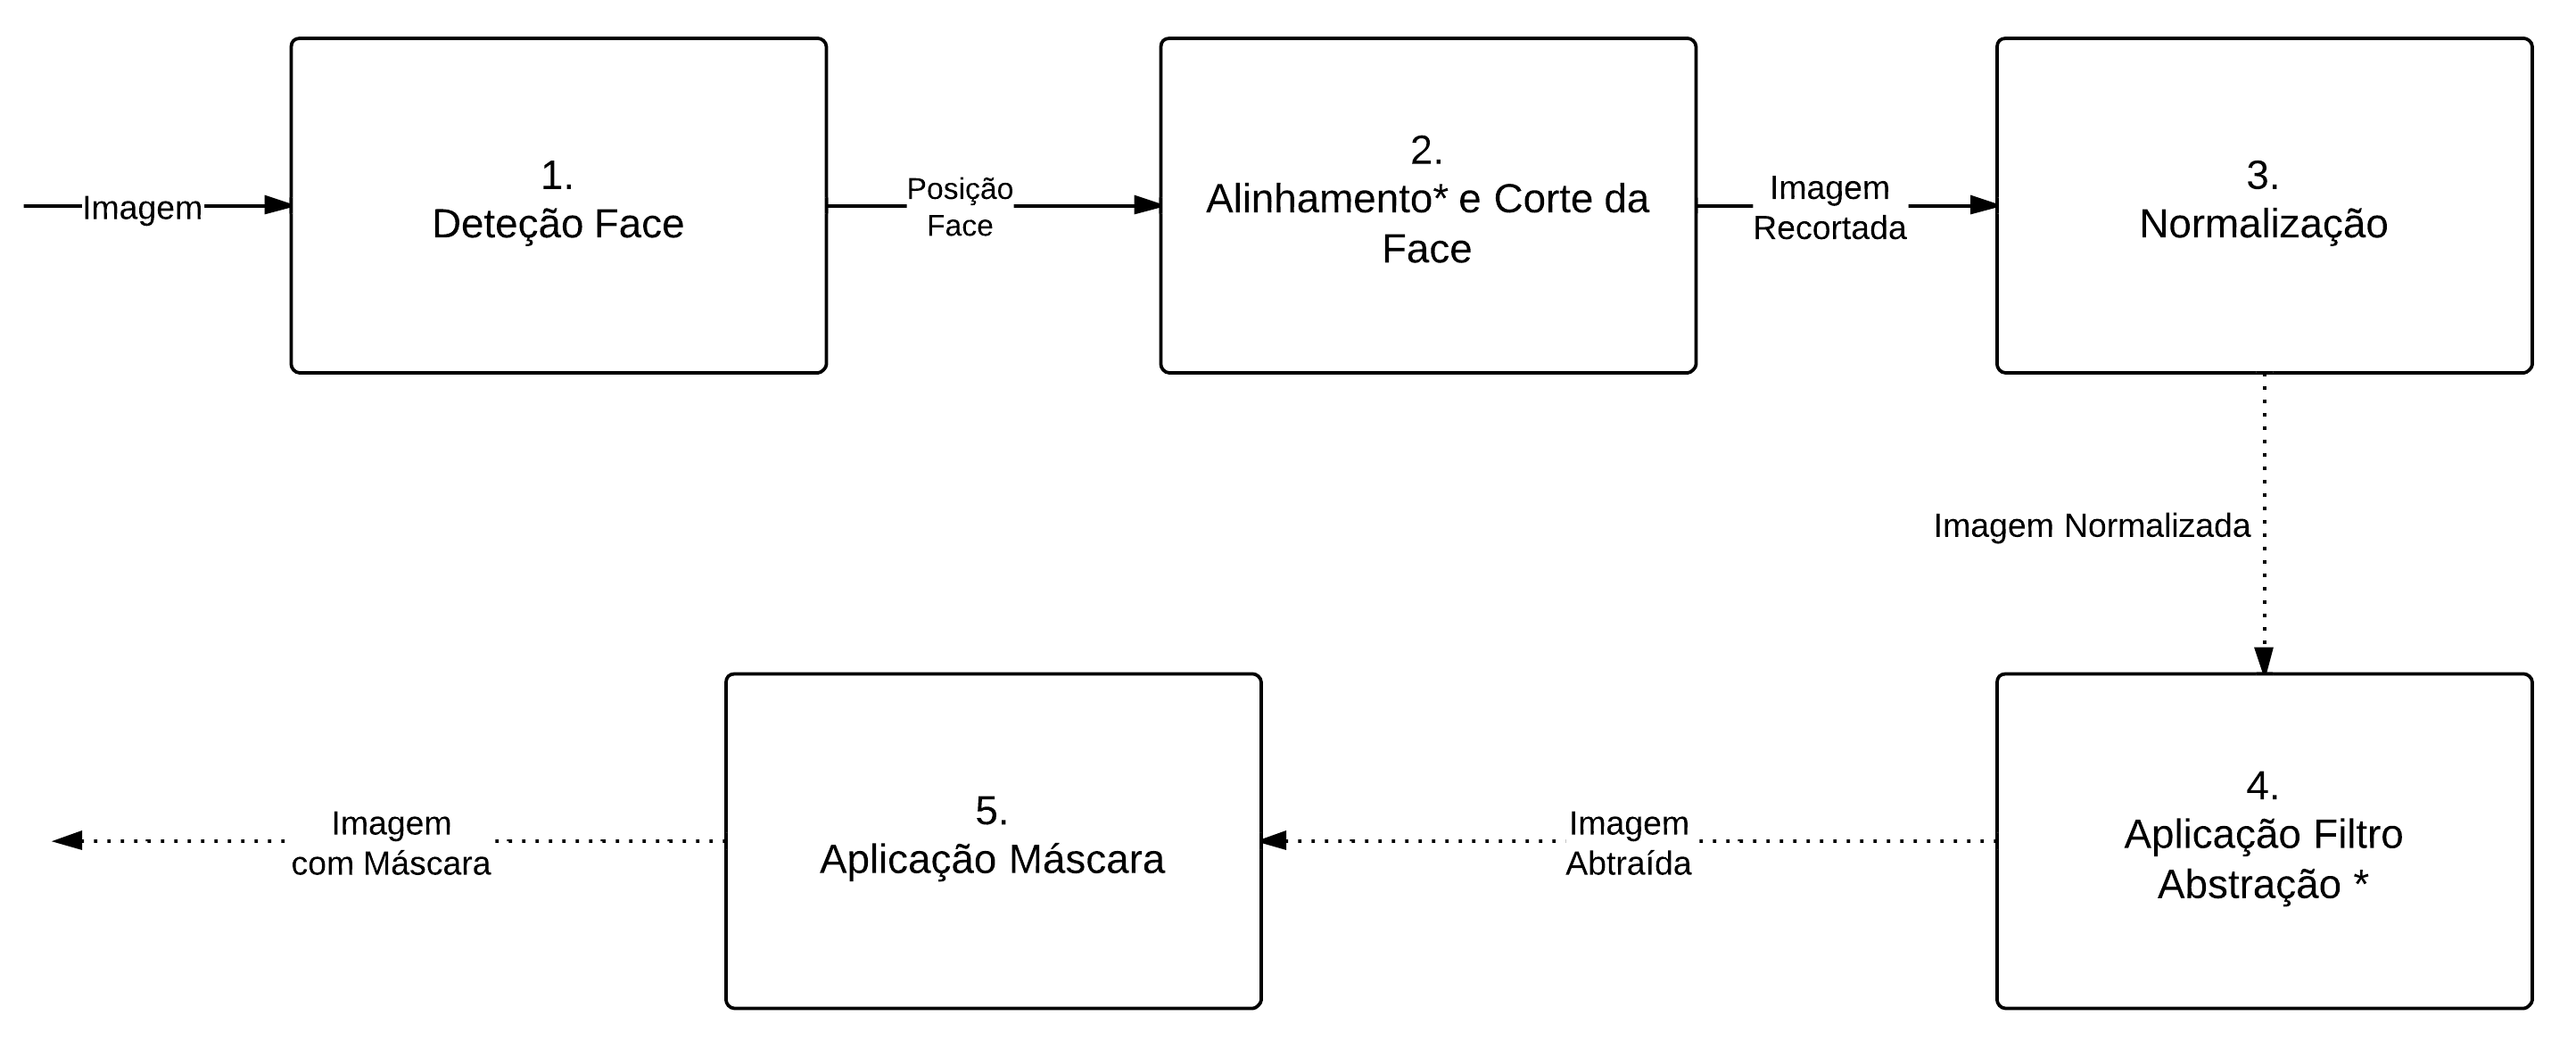 Imagem
1.
Deteção Face
Posição
Face
2.
Alinhamento* e Corte da
Face
Imagem
Recortada
3.
Normalização
Imagem Normalizada
4.
Aplicação Filtro
Abstração *
Imagem
Abtraída
5.
Aplicação Máscara
Imagem
com Máscara